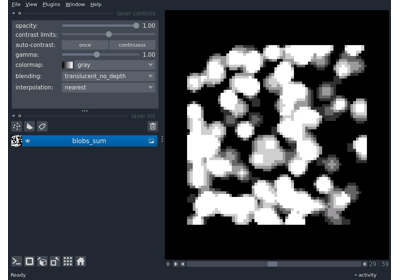 File View Plugins Window Help
layer controls
opacity: 1.00
contrast limits:
auto-contrast: once continuous
gamma: 1.00
colormap: gray
blending: translucent_no_depth
interpolation: nearest
layer list
blobs_sum
29 59
Ready
activity